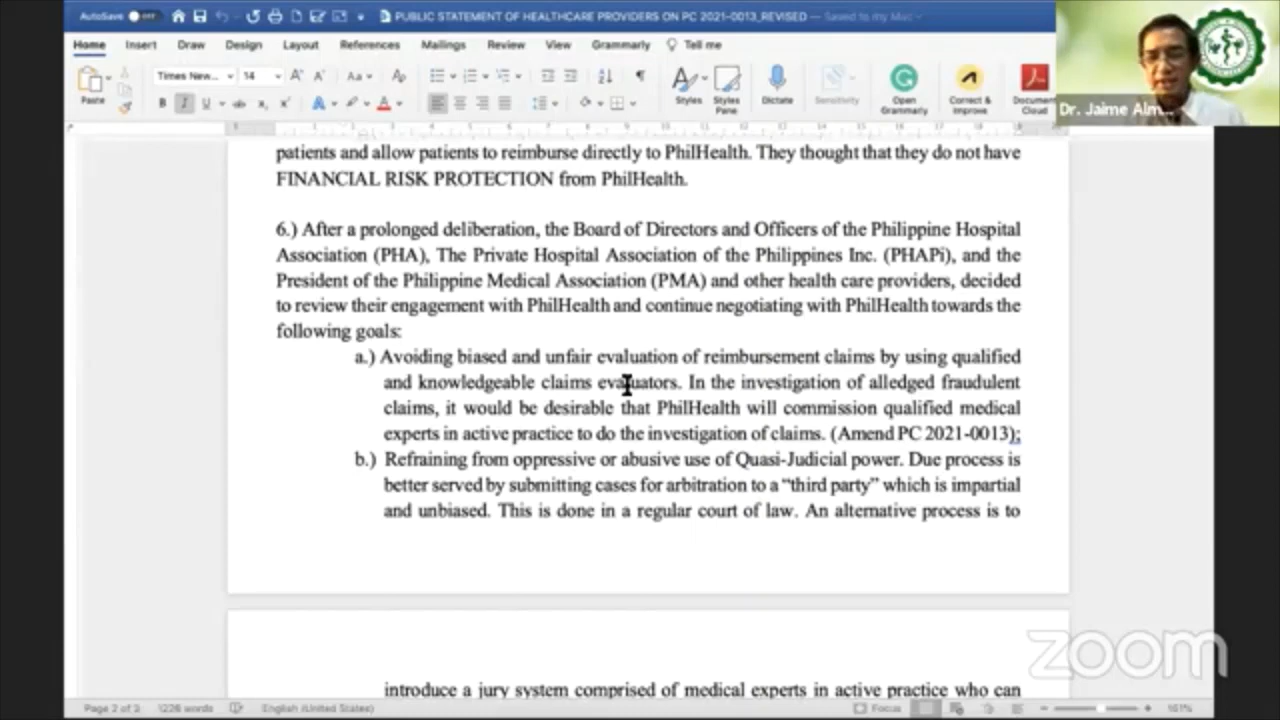 AutoSave OFF
PUBLIC STATEMENT OF HEALTHCARE PROVIDERS ON PC 2021-0013_REVISED — Saved to my Mac
Home Insert Draw Design Layout References Mailings Review View Grammarly Tell me
Paste
Times New... 14
Styles
Styles Pane
Dictate
Sensitivity
Open Grammarly
Correct & Improve
Document Cloud
Dr. Jaime Alm...
patients and allow patients to reimburse directly to PhilHealth. They thought that they do not have
FINANCIAL RISK PROTECTION from PhilHealth.
6.) After a prolonged deliberation, the Board of Directors and Officers of the Philippine Hospital
Association (PHA), The Private Hospital Association of the Philippines Inc. (PHAPi), and the
President of the Philippine Medical Association (PMA) and other health care providers, decided
to review their engagement with PhilHealth and continue negotiating with PhilHealth towards the
following goals:
a.) Avoiding biased and unfair evaluation of reimbursement claims by using qualified
and knowledgeable claims evaluators. In the investigation of alledged fraudulent
claims, it would be desirable that PhilHealth will commission qualified medical
experts in active practice to do the investigation of claims. (Amend PC 2021-0013);
b.) Refraining from oppressive or abusive use of Quasi-Judicial power. Due process is
better served by submitting cases for arbitration to a “third party” which is impartial
and unbiased. This is done in a regular court of law. An alternative process is to
zoom
introduce a jury system comprised of medical experts in active practice who can
Page 2 of 3 1226 words English (United States) Focus 161%